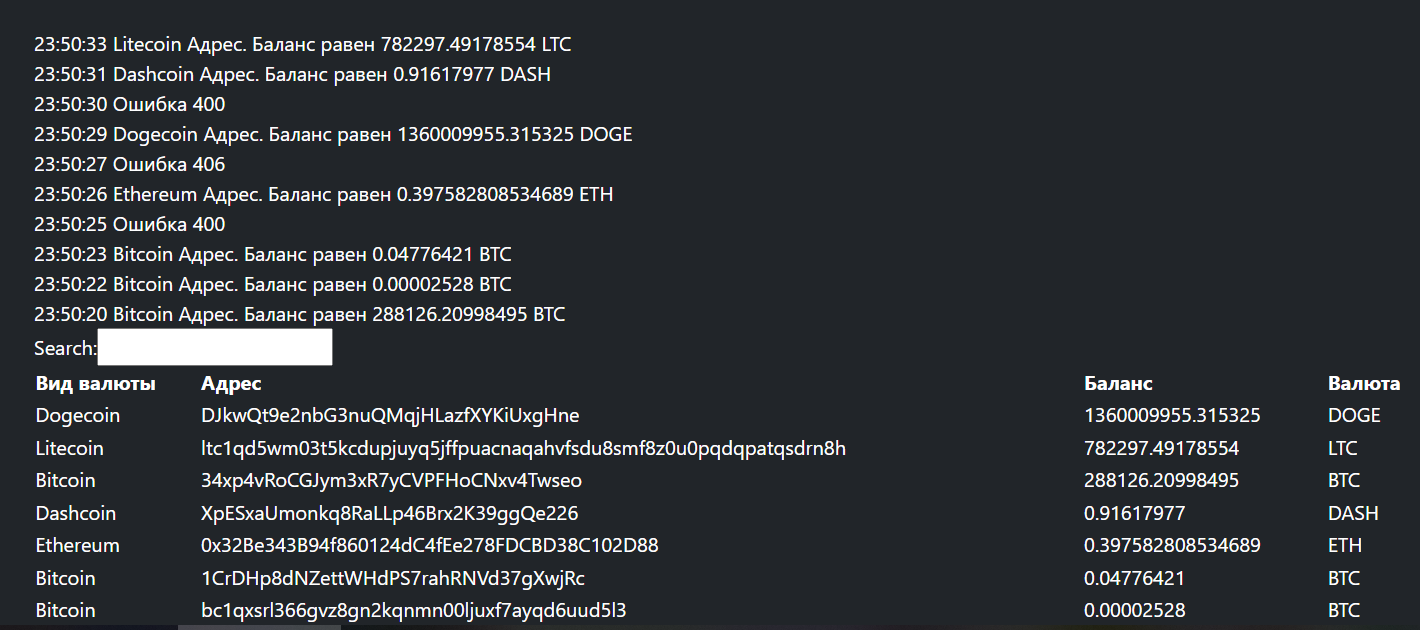 23:50:33 Litecoin Адрес. Баланс равен 782297.49178554 LTC
23:50:31 Dashcoin Адрес. Баланс равен 0.91617977 DASH
23:50:30 Ошибка 400
23:50:29 Dogecoin Адрес. Баланс равен 1360009955.315325 DOGE
23:50:27 Ошибка 406
23:50:26 Ethereum Адрес. Баланс равен 0.397582808534689 ETH
23:50:25 Ошибка 400
23:50:23 Bitcoin Адрес. Баланс равен 0.04776421 BTC
23:50:22 Bitcoin Адрес. Баланс равен 0.00002528 BTC
23:50:20 Bitcoin Адрес. Баланс равен 288126.20998495 BTC
Search:
Вид валюты Адрес Баланс Валюта
Dogecoin DJkwQt9e2nbG3nuQMqjHLazfXYKiUxgHne 1360009955.315325 DOGE
Litecoin ltc1qd5wm03t5kcdupjuyq5jffpuacnaqahvfsdu8smf8z0u0pqdqpatqsdrn8h 782297.49178554 LTC
Bitcoin 34xp4vRoCGJym3xR7yCVPFHoCNxv4Twseo 288126.20998495 BTC
Dashcoin XpESxaUmonkq8RaLLp46Brx2K39ggQe226 0.91617977 DASH
Ethereum 0x32Be343B94f860124dC4fEe278FDCBD38C102D88 0.397582808534689 ETH
Bitcoin 1CrDHp8dNZettWHdPS7rahRNVd37gXwjRc 0.04776421 BTC
Bitcoin bc1qxsrl366gvz8gn2kqnmn00ljuxf7ayqd6uud5l3 0.00002528 BTC